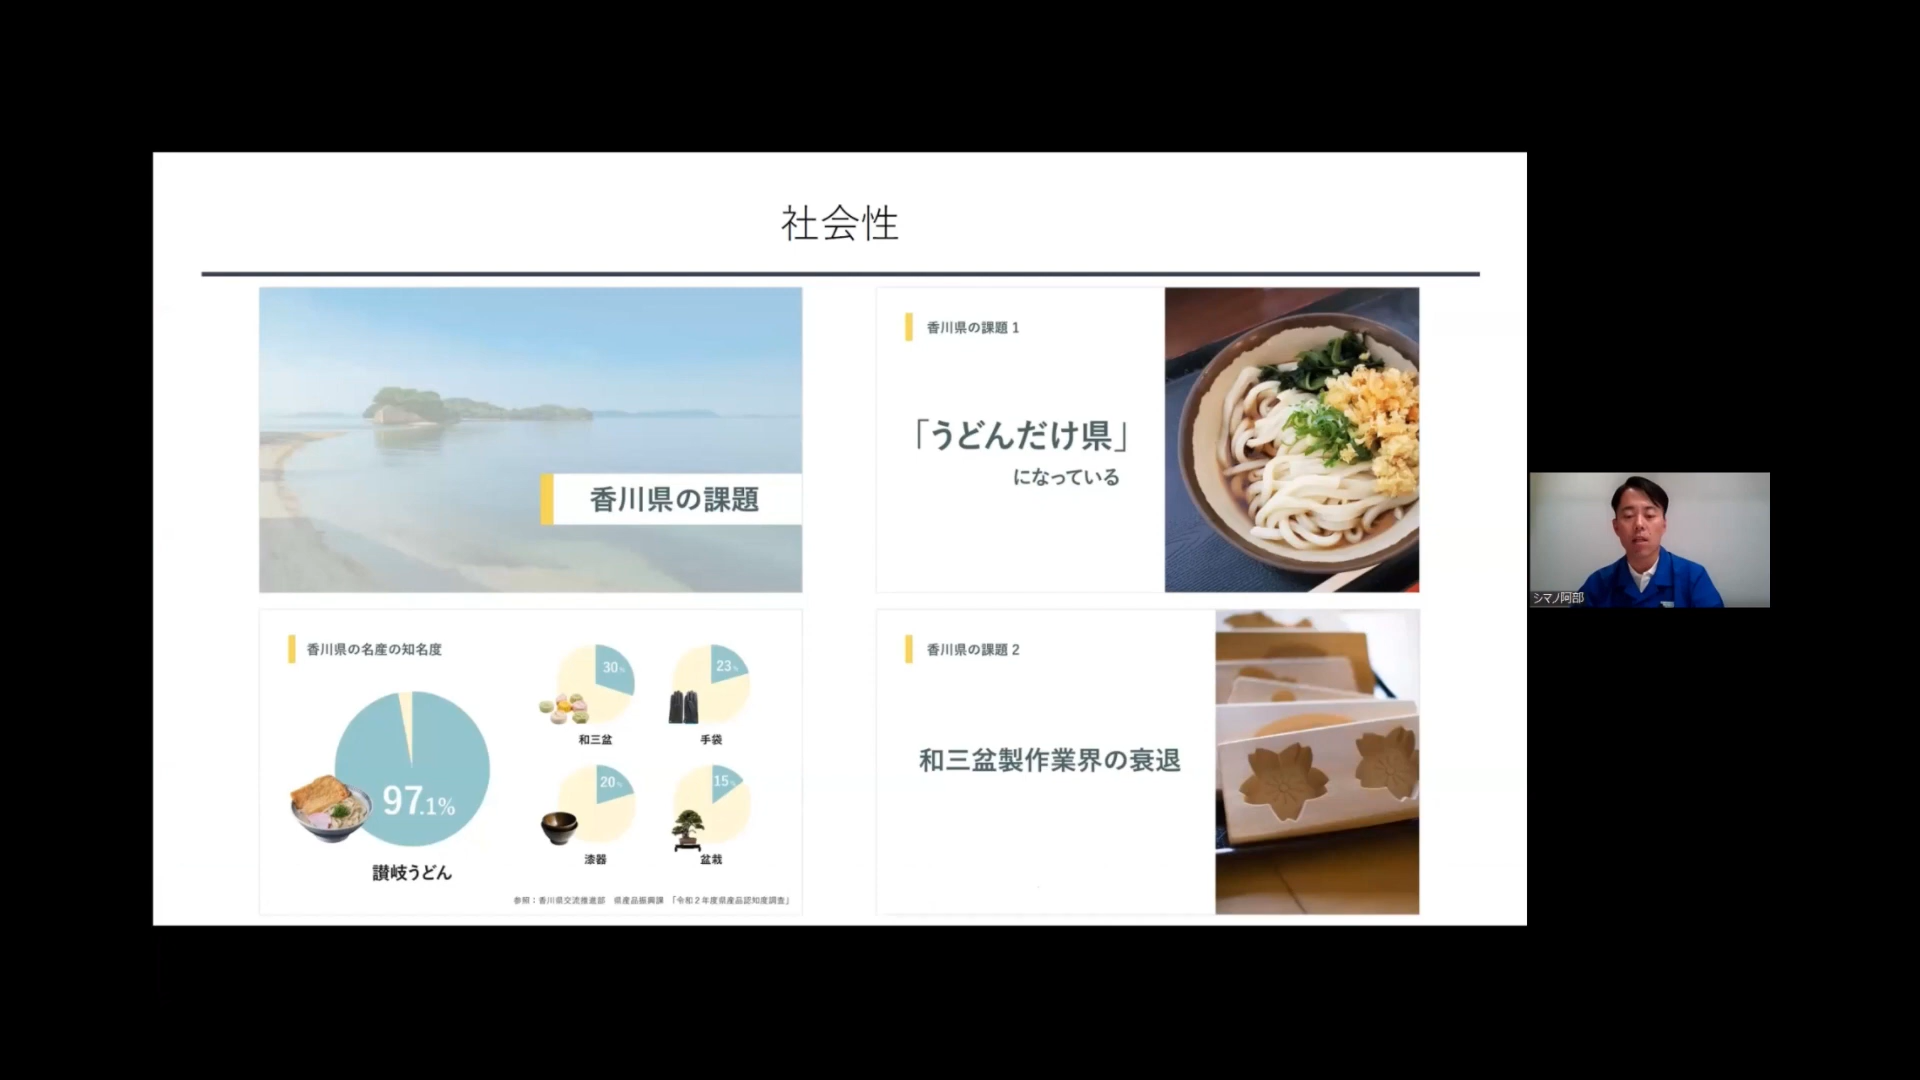 社会性
香川県の課題
香川県の課題 1
「うどんだけ県」
になっている
香川県の名産の知名度
97.1%
讃岐うどん
30%
和三盆
23%
手袋
20%
漆器
15%
盆栽
参照：香川県交流推進部　県産品振興課　「令和２年度県産品認知度調査」
香川県の課題 2
和三盆製作業界の衰退
シマノ阿部